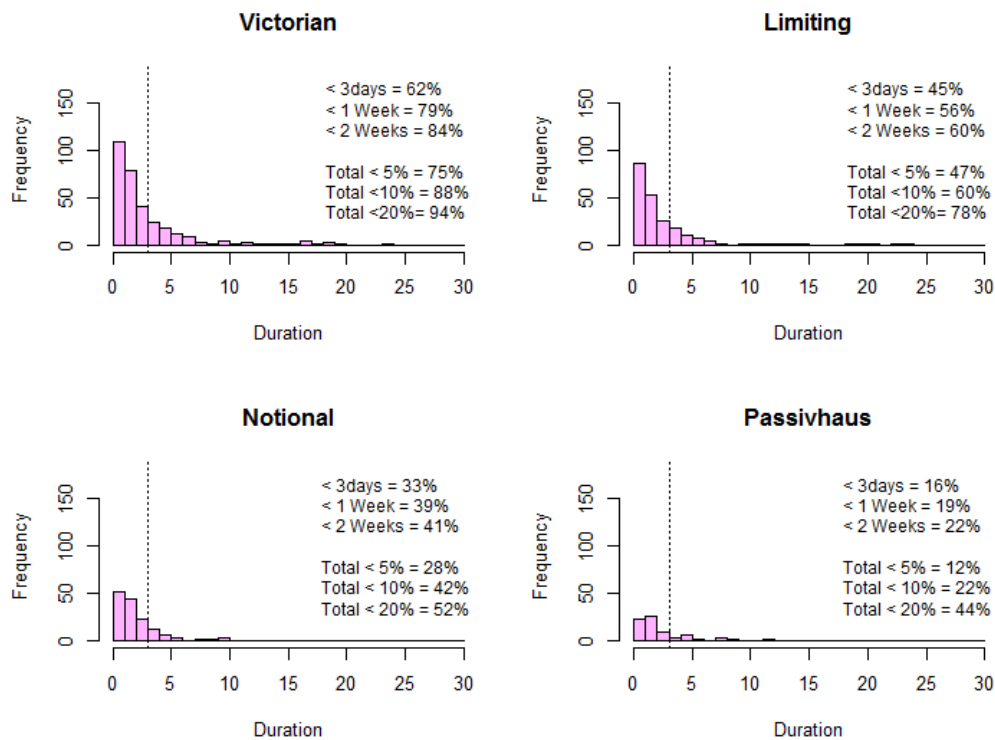 Victorian
< 3days = 62%
< 1 Week = 79%
< 2 Weeks = 84%
Total < 5% = 75%
Total <10% = 88%
Total <20%= 94%
Frequency
0 50 100 150
0 5 10 15 20 25 30
Duration
Limiting
< 3days = 45%
< 1 Week = 56%
< 2 Weeks = 60%
Total < 5% = 47%
Total <10% = 60%
Total <20%= 78%
Frequency
0 50 100 150
0 5 10 15 20 25 30
Duration
Notional
< 3days = 33%
< 1 Week = 39%
< 2 Weeks = 41%
Total < 5% = 28%
Total < 10% = 42%
Total < 20% = 52%
Frequency
0 50 100 150
0 5 10 15 20 25 30
Duration
Passivhaus
< 3days = 16%
< 1 Week = 19%
< 2 Weeks = 22%
Total < 5% = 12%
Total < 10% = 22%
Total < 20% = 44%
Frequency
0 50 100 150
0 5 10 15 20 25 30
Duration